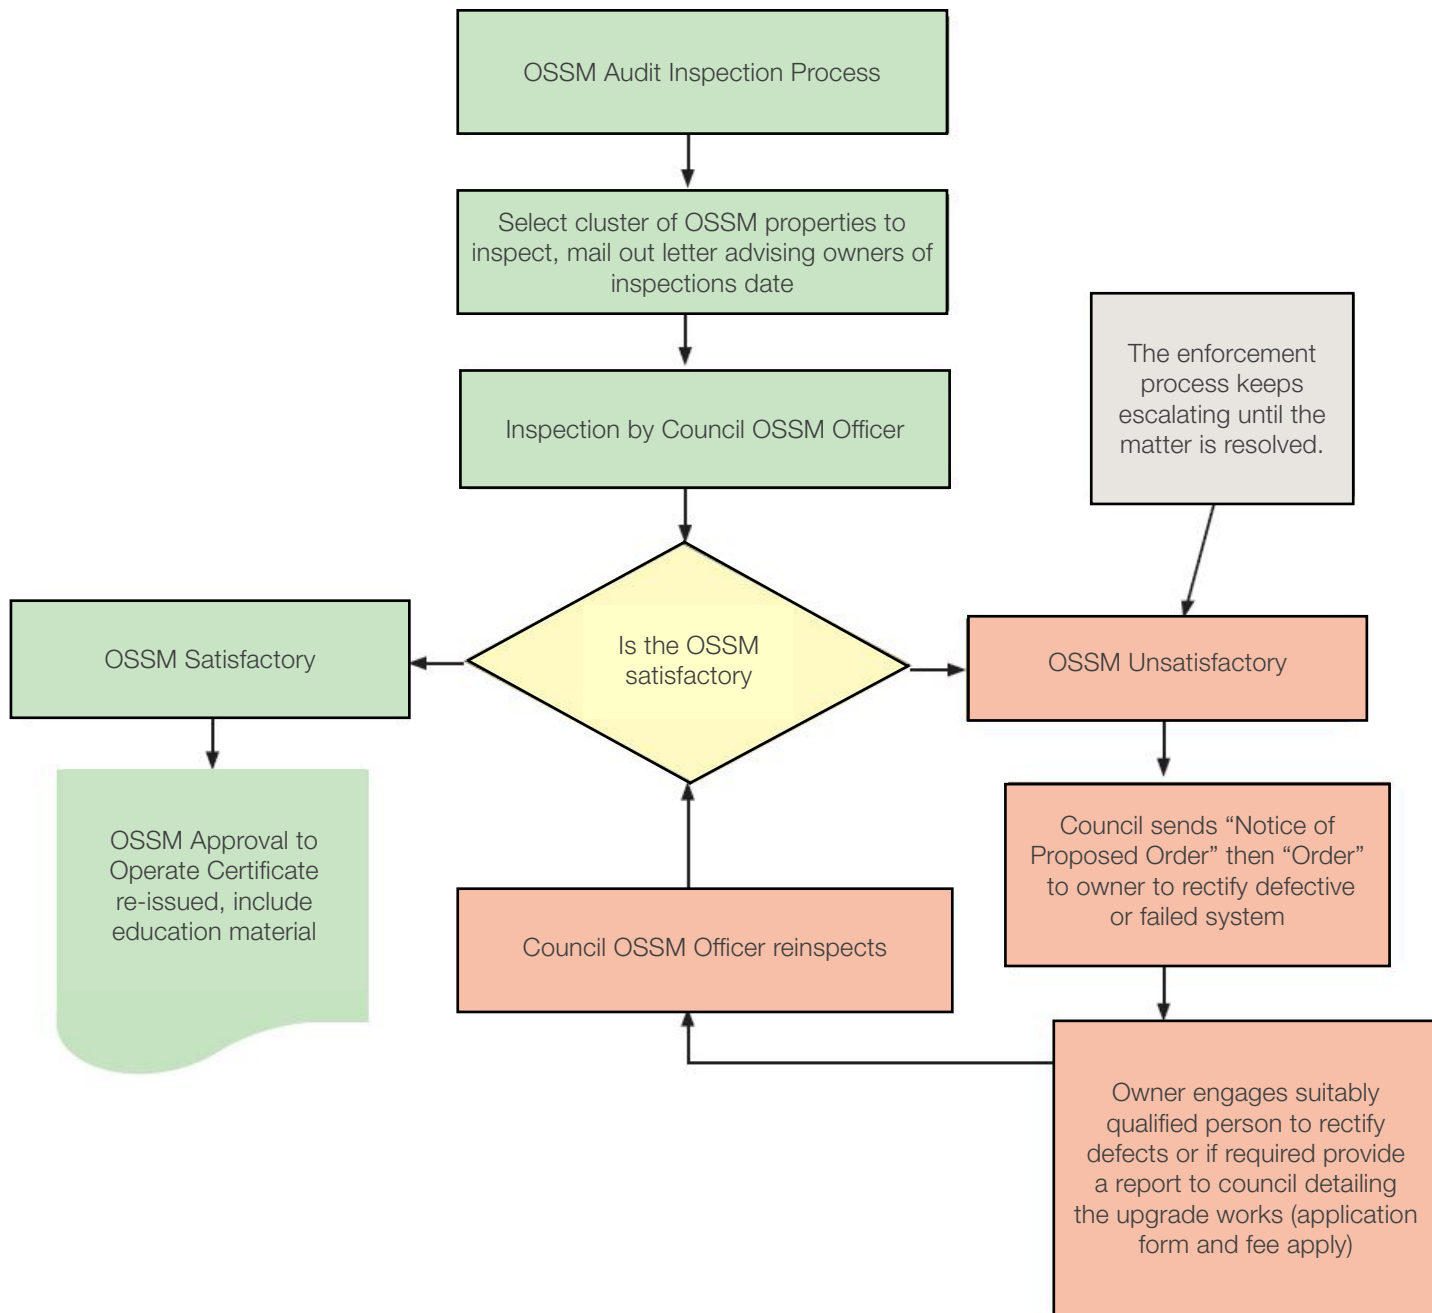 OSSM Audit Inspection Process
Select cluster of OSSM properties to
inspect, mail out letter advising owners of
inspections date
The enforcement
process keeps
escalating until the
matter is resolved.
Inspection by Council OSSM Officer
Is the OSSM
satisfactory
OSSM Satisfactory
OSSM Unsatisfactory
OSSM Approval to
Operate Certificate
re-issued, include
education material
Council sends “Notice of
Proposed Order” then “Order”
to owner to rectify defective
or failed system
Council OSSM Officer reinspects
Owner engages suitably
qualified person to rectify
defects or if required provide
a report to council detailing
the upgrade works (application
form and fee apply)